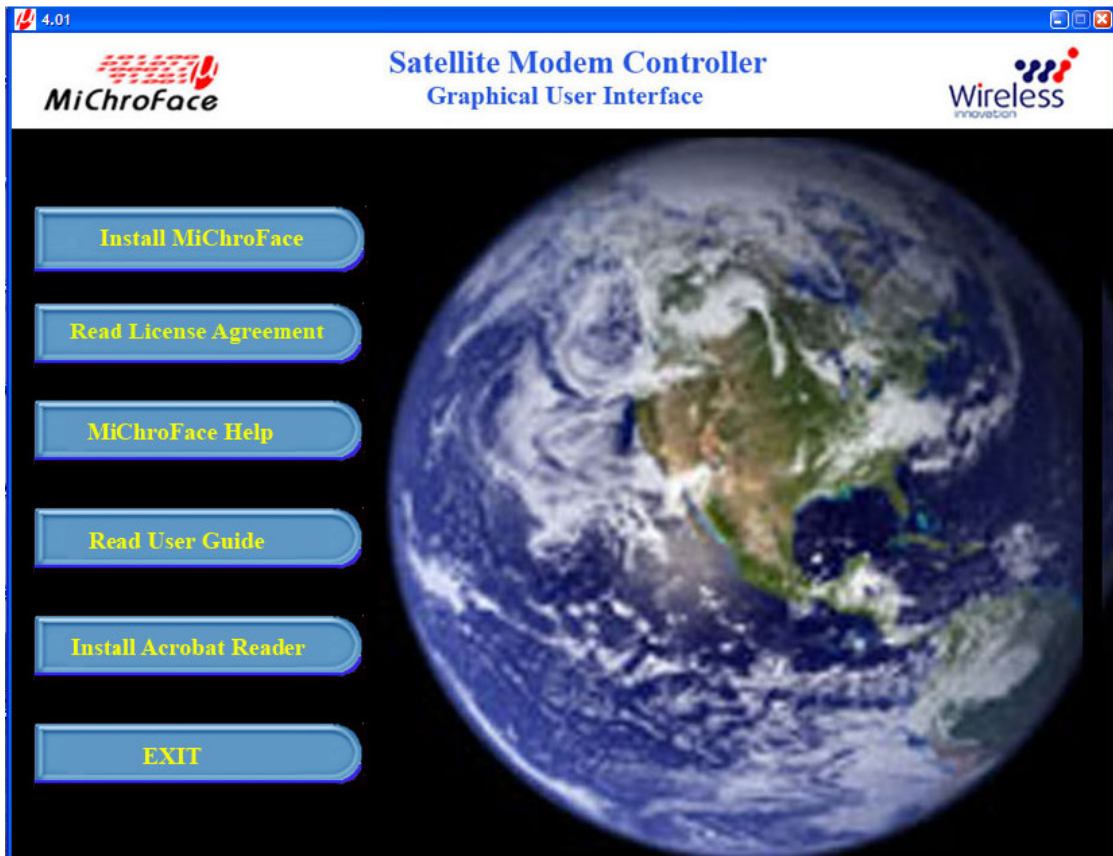 4.01
MiChroFace
Satellite Modem Controller
Graphical User Interface
Wireless
innovation
Install MiChroFace
Read License Agreement
MiChroFace Help
Read User Guide
Install Acrobat Reader
EXIT